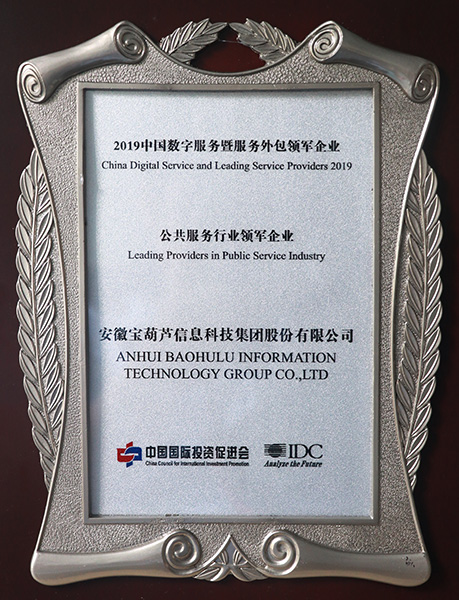 2019中国数字服务暨服务外包领军企业
China Digital Service and Leading Service Providers 2019
公共服务行业领军企业
Leading Providers in Public Service Industry
安徽宝葫芦信息科技集团股份有限公司
ANHUI BAOHULU INFORMATION
TECHNOLOGY GROUP CO.,LTD
中国国际投资促进会
China Council for International Investment Promotion
IDC
Analyze the Future